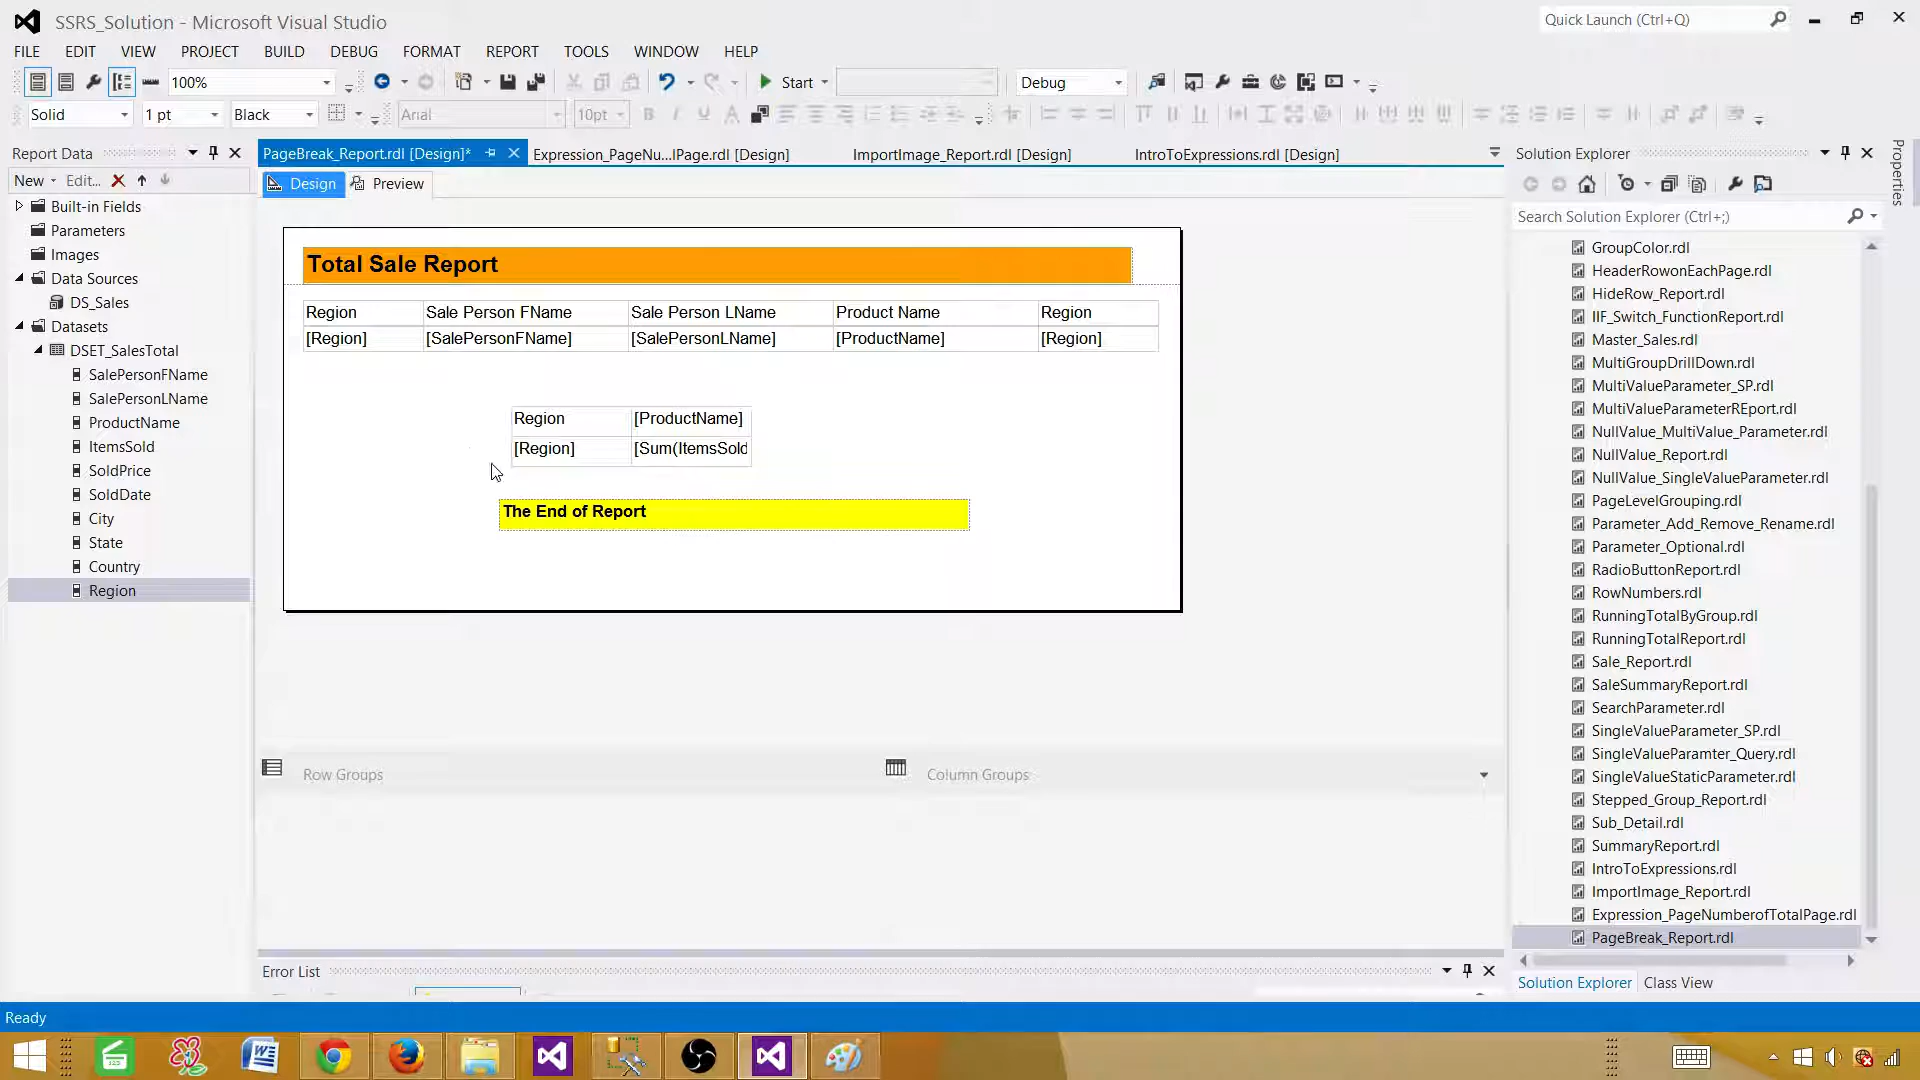 SSRS_Solution - Microsoft Visual Studio
Quick Launch (Ctrl+Q)
FILE EDIT VIEW PROJECT BUILD DEBUG FORMAT REPORT TOOLS WINDOW HELP
100% Start Debug
Solid 1 pt Black Arial 10pt B I U A
Report Data
New Edit...
Built-in Fields
Parameters
Images
Data Sources
DS_Sales
Datasets
DSET_SalesTotal
SalePersonFName
SalePersonLName
ProductName
ItemsSold
SoldPrice
SoldDate
City
State
Country
Region
PageBreak_Report.rdl [Design]* Expression_PageNu...lPage.rdl [Design] ImportImage_Report.rdl [Design] IntroToExpressions.rdl [Design]
Design Preview
Total Sale Report
Region Sale Person FName Sale Person LName Product Name Region
[Region] [SalePersonFName] [SalePersonLName] [ProductName] [Region]
Region [ProductName]
[Region] [Sum(ItemsSold
The End of Report
Row Groups Column Groups
Error List
Solution Explorer
Search Solution Explorer (Ctrl+;)
GroupColor.rdl
HeaderRowonEachPage.rdl
HideRow_Report.rdl
IIF_Switch_FunctionReport.rdl
Master_Sales.rdl
MultiGroupDrillDown.rdl
MultiValueParameter_SP.rdl
MultiValueParameterREport.rdl
NullValue_MultiValue_Parameter.rdl
NullValue_Report.rdl
NullValue_SingleValueParameter.rdl
PageLevelGrouping.rdl
Parameter_Add_Remove_Rename.rdl
Parameter_Optional.rdl
RadioButtonReport.rdl
RowNumbers.rdl
RunningTotalByGroup.rdl
RunningTotalReport.rdl
Sale_Report.rdl
SaleSummaryReport.rdl
SearchParameter.rdl
SingleValueParameter_SP.rdl
SingleValueParamter_Query.rdl
SingleValueStaticParameter.rdl
Stepped_Group_Report.rdl
Sub_Detail.rdl
SummaryReport.rdl
IntroToExpressions.rdl
ImportImage_Report.rdl
Expression_PageNumberofTotalPage.rdl
PageBreak_Report.rdl
Solution Explorer Class View
Properties
Ready